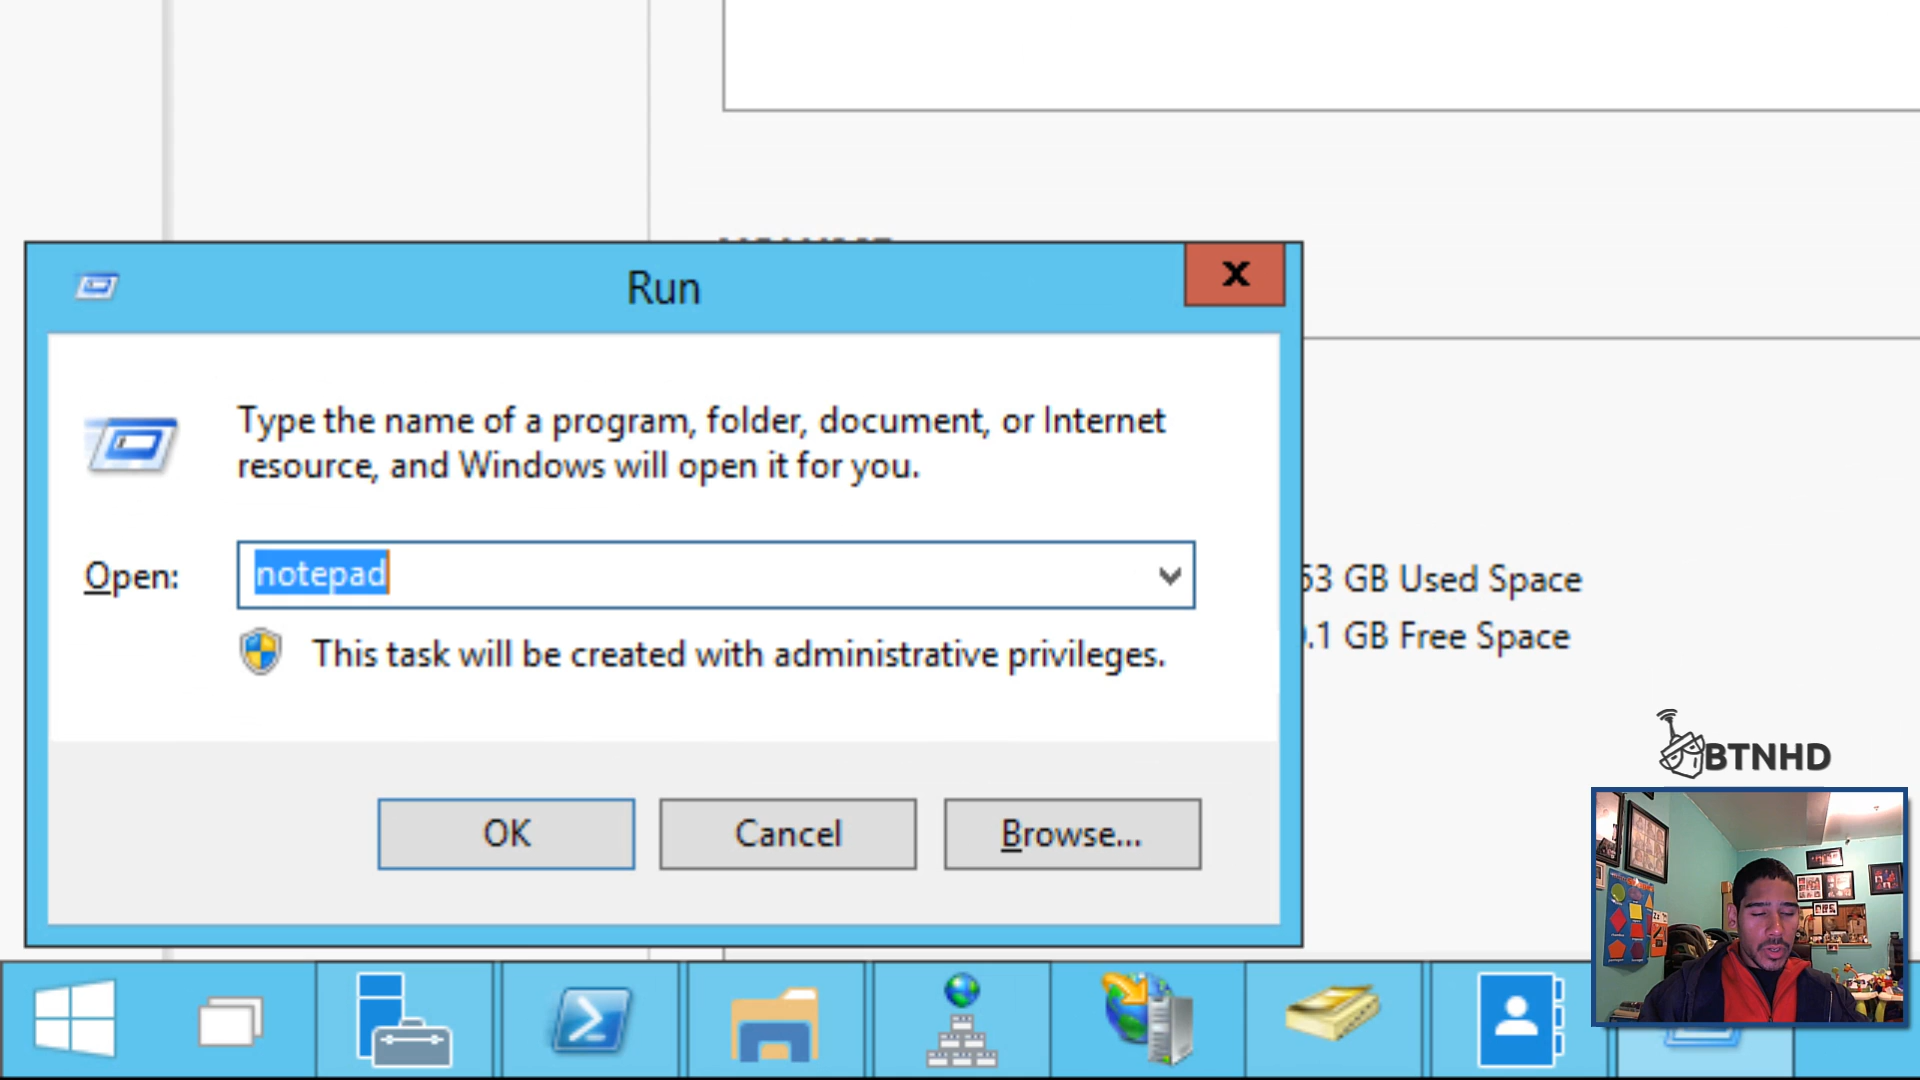 Run
Type the name of a program, folder, document, or Internet
resource, and Windows will open it for you.
Open:
notepad
This task will be created with administrative privileges.
OK
Cancel
Browse...
53 GB Used Space
.1 GB Free Space
BTNHD